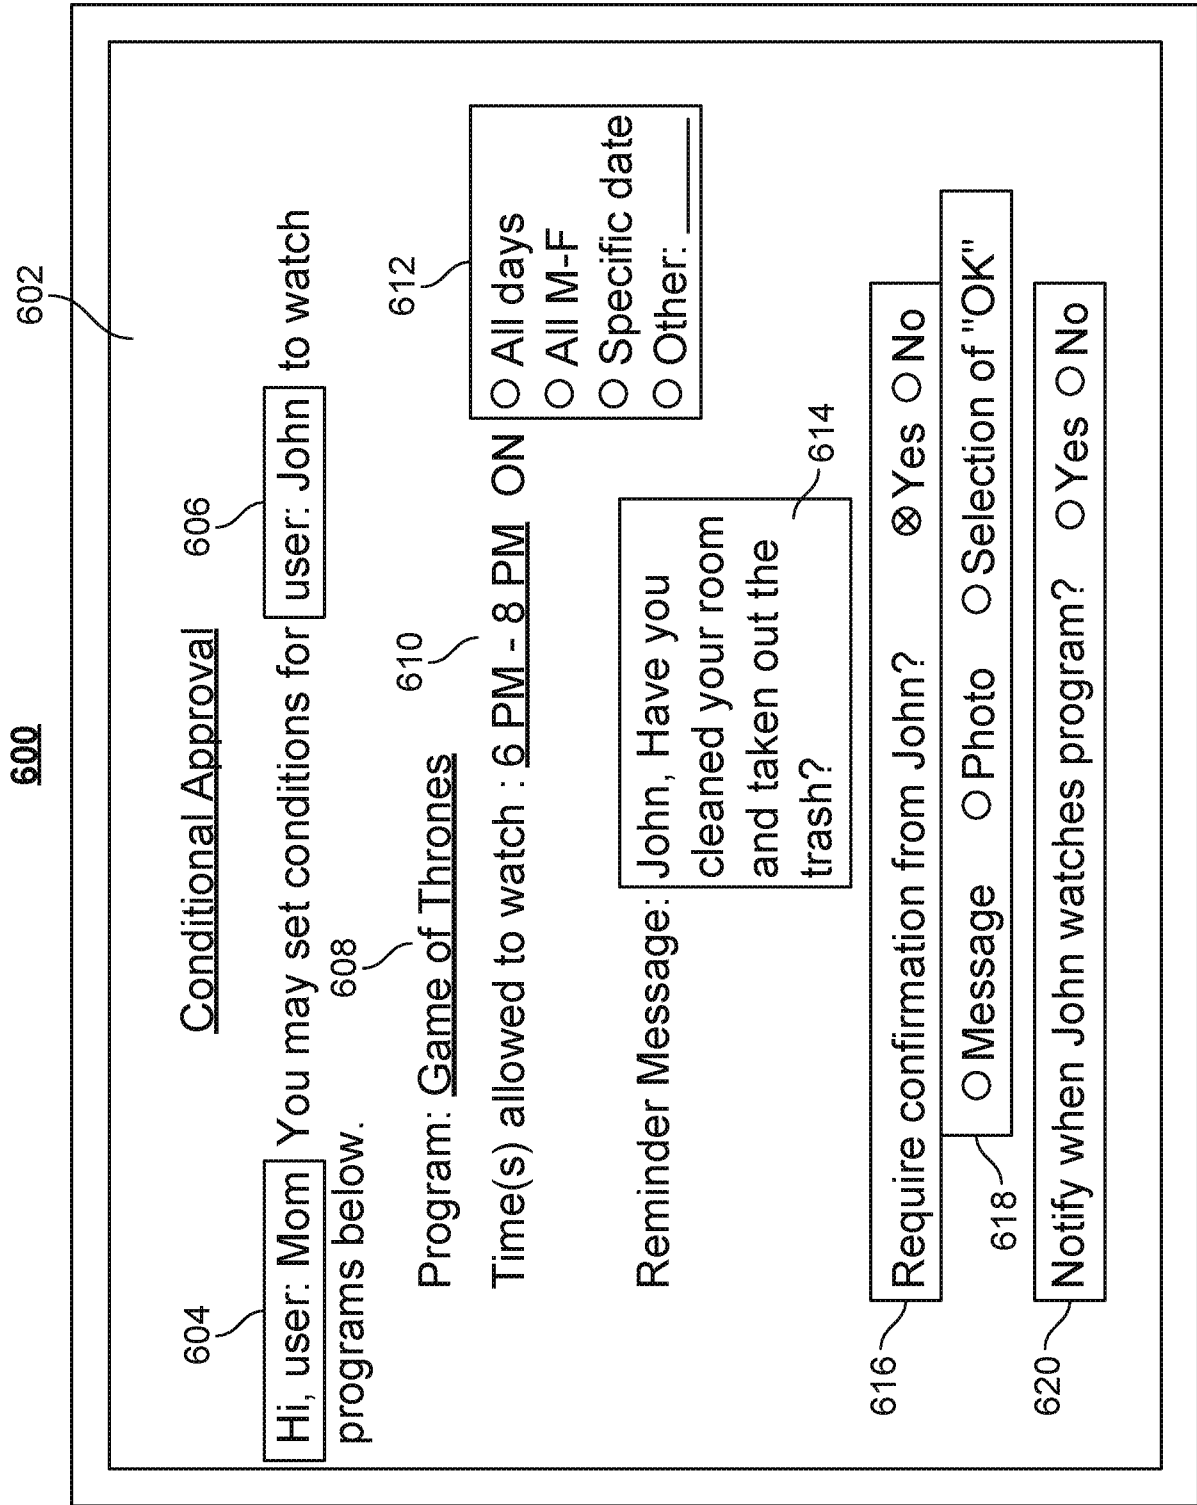 600
602
Conditional Approval
604
606
Hi, user: Mom You may set conditions for user: John to watch
programs below.
608
Program: Game of Thrones
610
612
Time(s) allowed to watch : 6 PM - 8 PM ON
○ All days
○ All M-F
○ Specific date
○ Other: ____
Reminder Message: John, Have you
cleaned your room
and taken out the
trash?
614
616
Require confirmation from John? ⊗ Yes ○ No
618
○ Message ○ Photo ○ Selection of "OK"
620
Notify when John watches program? ○ Yes ○ No